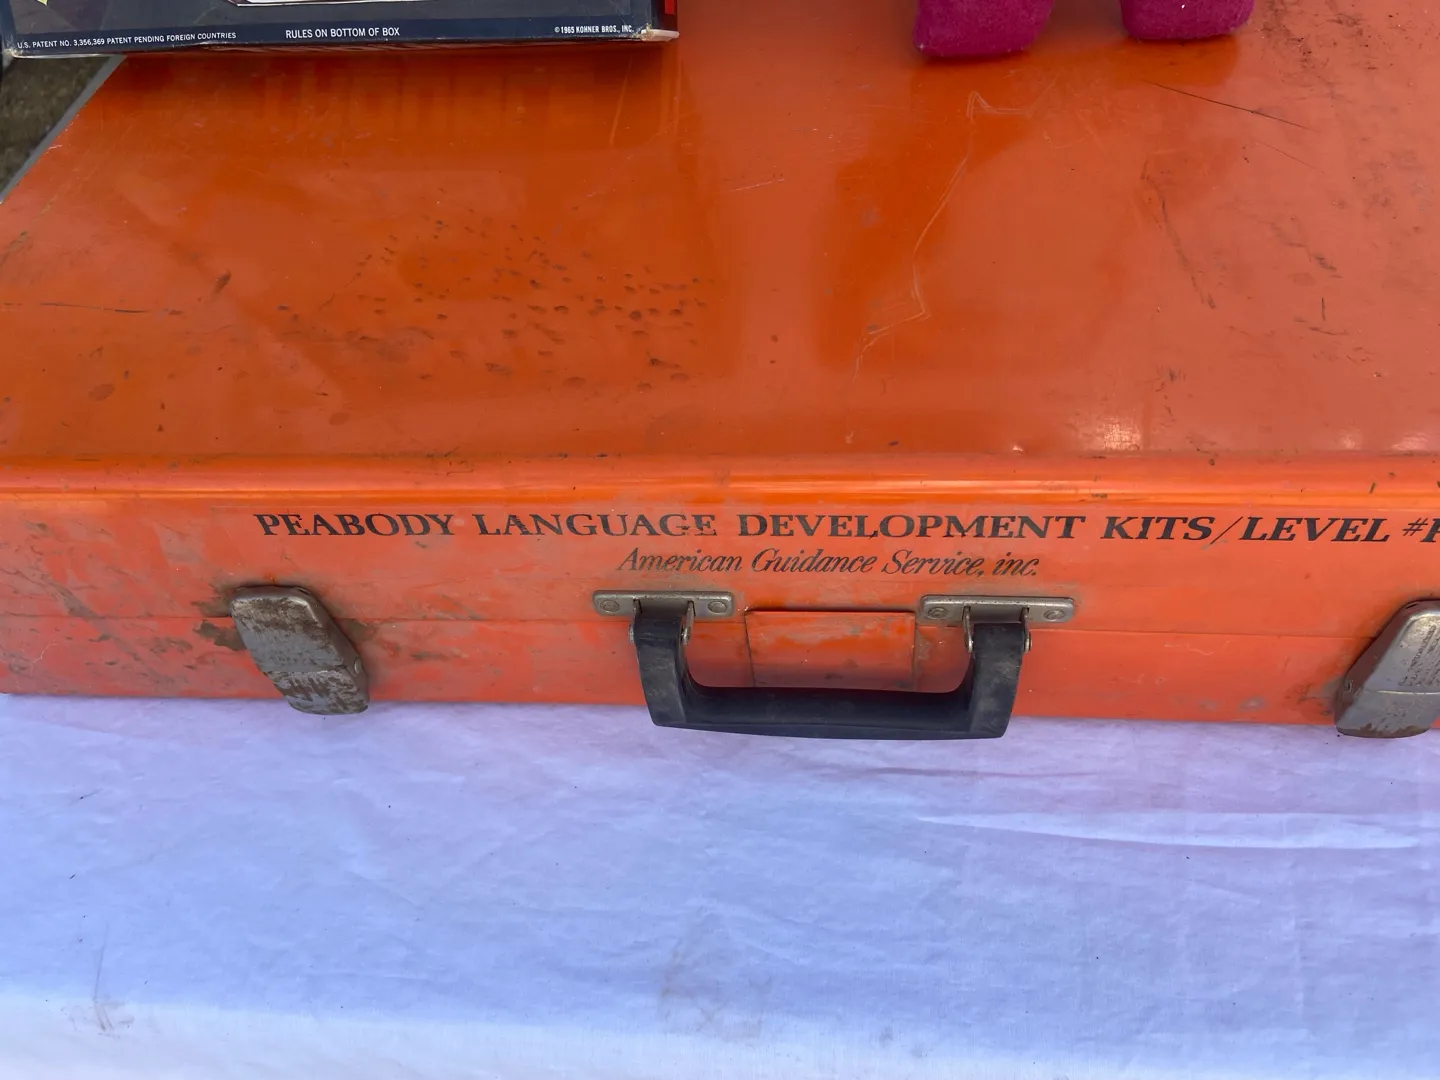 U.S. PATENT NO. 3,356,369 PATENT PENDING FOREIGN COUNTRIES
RULES ON BOTTOM OF BOX
©1965 KOHNER BROS., INC.
PEABODY LANGUAGE DEVELOPMENT KITS/LEVEL #
American Guidance Service, inc.